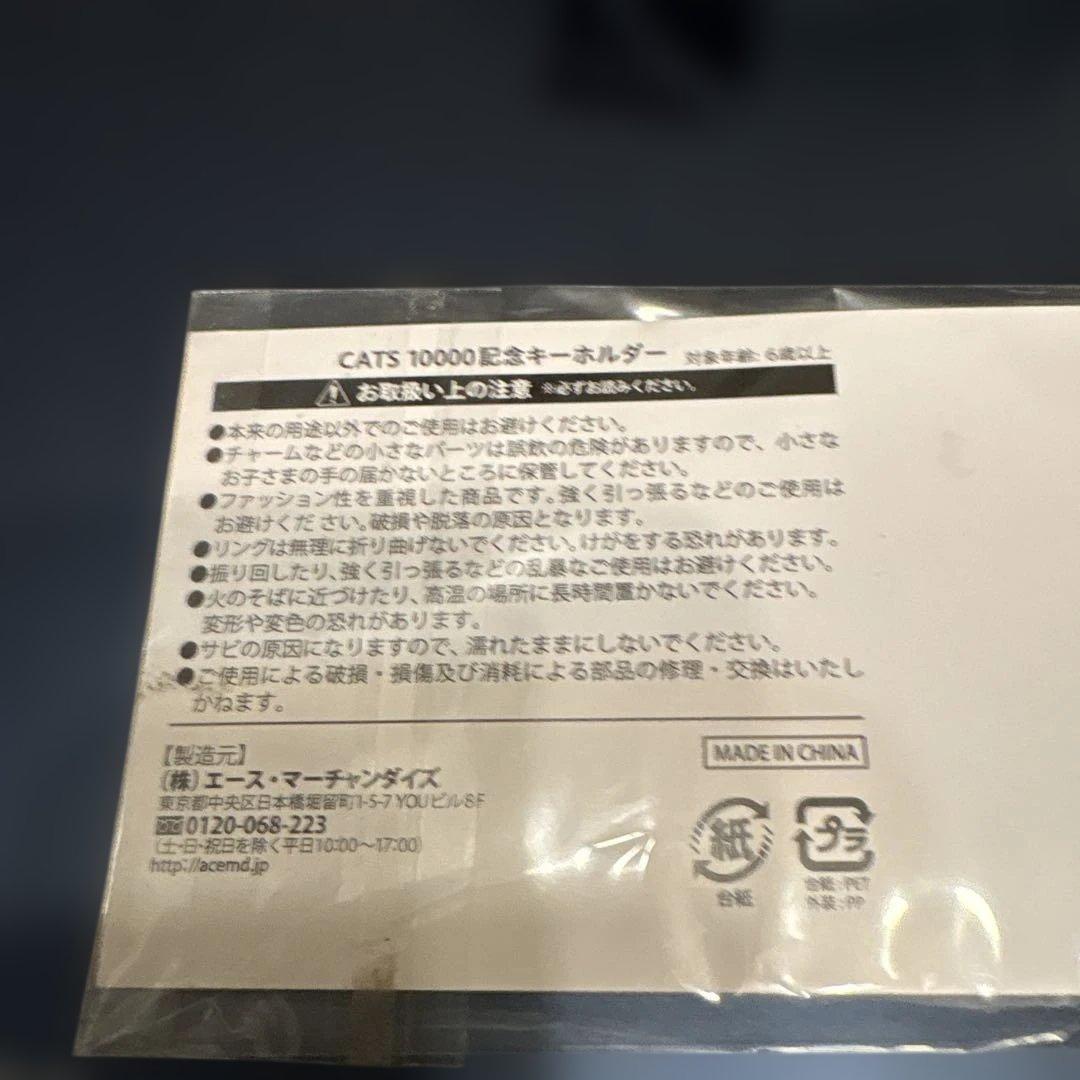 CATS 10000記念キーホルダー 対象年齢:6歳以上
お取扱い上の注意 ※必ずお読みください。
●本来の用途以外でのご使用はお避けください。
●チャームなどの小さなパーツは誤飲の危険がありますので、小さな
お子さまの手の届かないところに保管してください。
●ファッション性を重視した商品です。強く引っ張るなどのご使用は
お避けください。破損や脱落の原因となります。
●リングは無理に折り曲げないでください。けがをする恐れがあります。
●振り回したり、強く引っ張るなどの乱暴なご使用はお避けください。
●火のそばに近づけたり、高温の場所に長時間置かないでください。
変形や変色の恐れがあります。
●サビの原因になりますので、濡れたままにしないでください。
●ご使用による破損・損傷及び消耗による部品の修理・交換はいたし
かねます。
【製造元】
(株)エース・マーチャンダイズ
東京都中央区日本橋堀留町1-5-7 YOUビル8F
0120-068-223
(土・日・祝日を除く平日10:00〜17:00)
http://acemd.jp
MADE IN CHINA
紙
台紙
プラ
台紙:PET
外装:PP